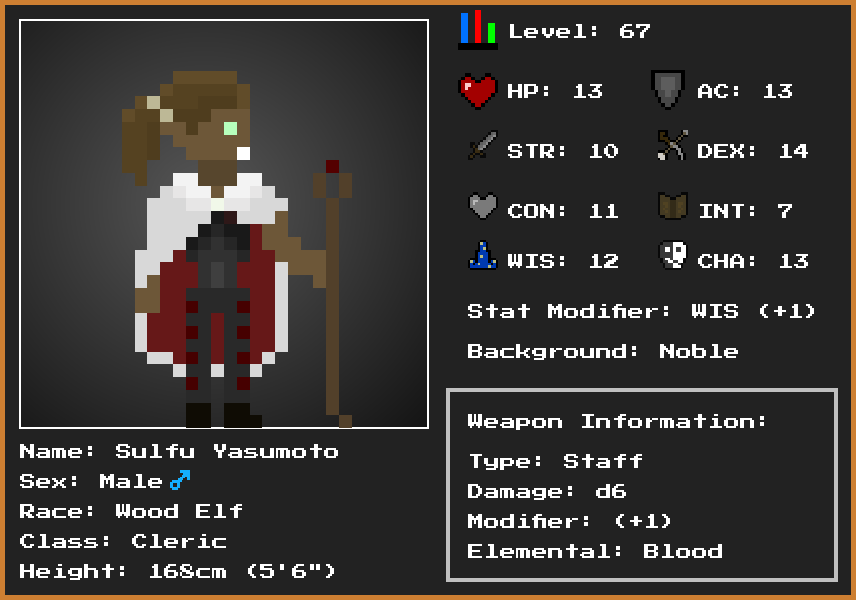 Level: 67
HP: 13
AC: 13
STR: 10
DEX: 14
CON: 11
INT: 7
WIS: 12
CHA: 13
Stat Modifier: WIS (+1)
Background: Noble
Weapon Information:
Type: Staff
Damage: d6
Modifier: (+1)
Elemental: Blood
Name: Sulfu Yasumoto
Sex: Male♂
Race: Wood Elf
Class: Cleric
Height: 168cm (5'6")